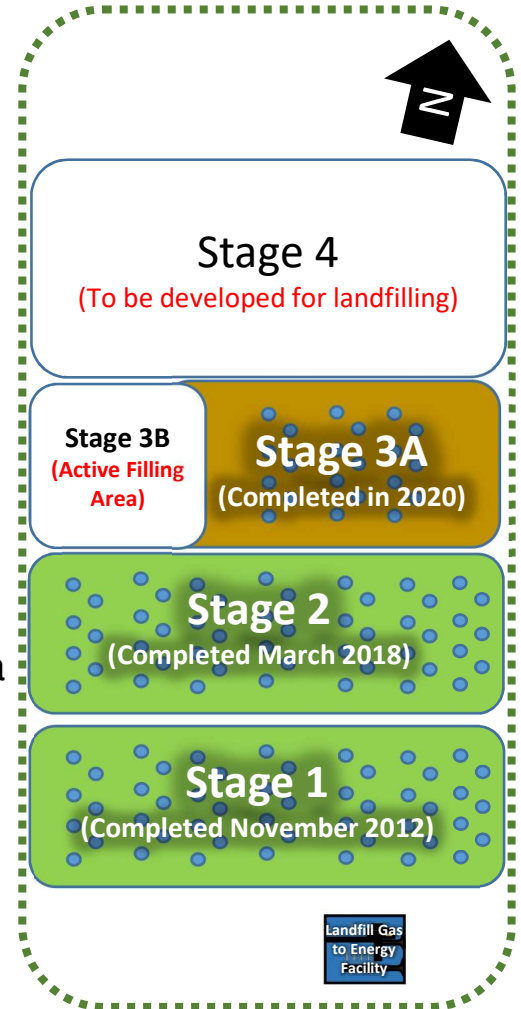 N
Stage 4
(To be developed for landfilling)
Stage 3B
(Active Filling
Area)
Stage 3A
(Completed in 2020)
Stage 2
(Completed March 2018)
a
Stage 1
(Completed November 2012)
Landfill Gas
to Energy
Facility